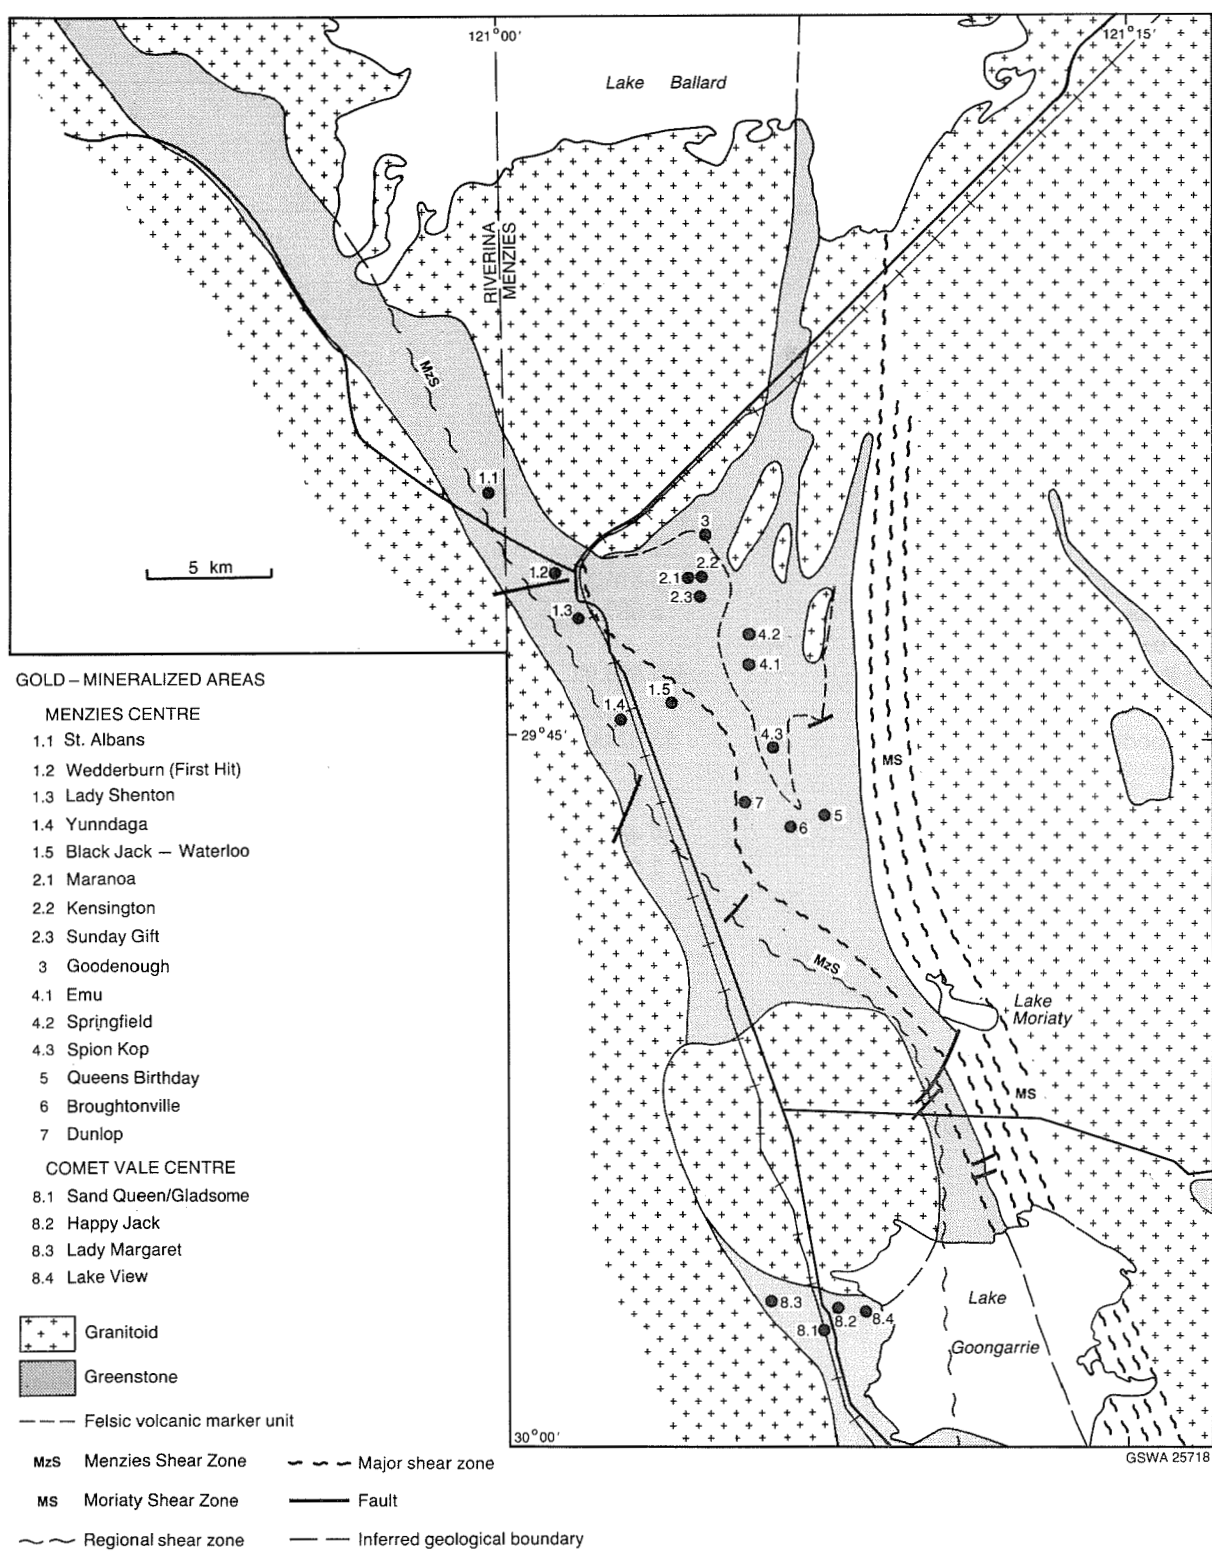 121°00'
121°15'
Lake Ballard
RIVERINA
MENZIES
MzS
1.1
5 km
3
1.2
2.1
2.2
2.3
1.3
4.2
4.1
1.5
1.4
29°45'
4.3
MS
7
5
6
MzS
Lake
Moriaty
MS
Lake
Goongarrie
8.3
8.2
8.4
8.1
30°00'
GSWA 25718
GOLD – MINERALIZED AREAS
MENZIES CENTRE
1.1 St. Albans
1.2 Wedderburn (First Hit)
1.3 Lady Shenton
1.4 Yunndaga
1.5 Black Jack – Waterloo
2.1 Maranoa
2.2 Kensington
2.3 Sunday Gift
3 Goodenough
4.1 Emu
4.2 Springfield
4.3 Spion Kop
5 Queens Birthday
6 Broughtonville
7 Dunlop
COMET VALE CENTRE
8.1 Sand Queen/Gladsome
8.2 Happy Jack
8.3 Lady Margaret
8.4 Lake View
Granitoid
Greenstone
Felsic volcanic marker unit
MzS Menzies Shear Zone
Major shear zone
MS Moriaty Shear Zone
Fault
Regional shear zone
Inferred geological boundary